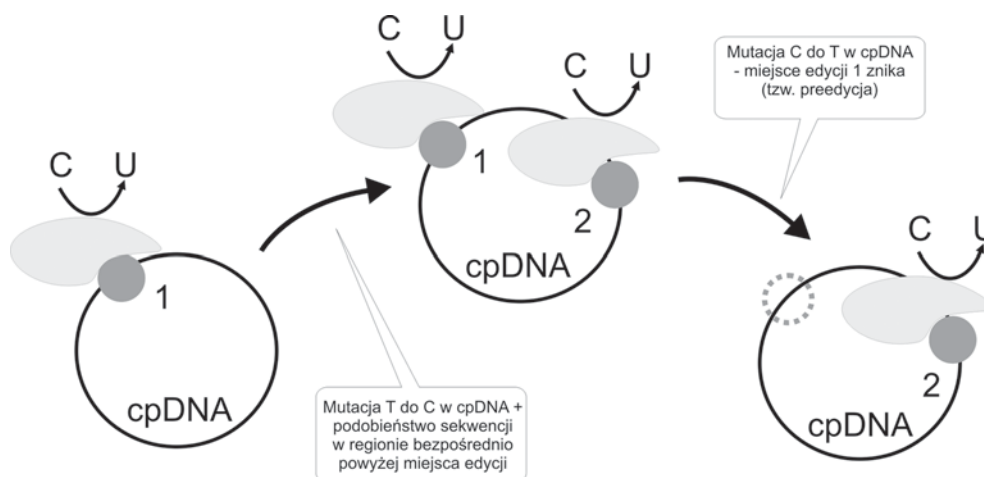 C U
1
cpDNA
Mutacja T do C w cpDNA +
podobieństwo sekwencji
w regionie bezpośrednio
powyżej miejsca edycji
C U
C U
1
2
cpDNA
Mutacja C do T w cpDNA
- miejsce edycji 1 znika
(tzw. preedycja)
C U
2
cpDNA